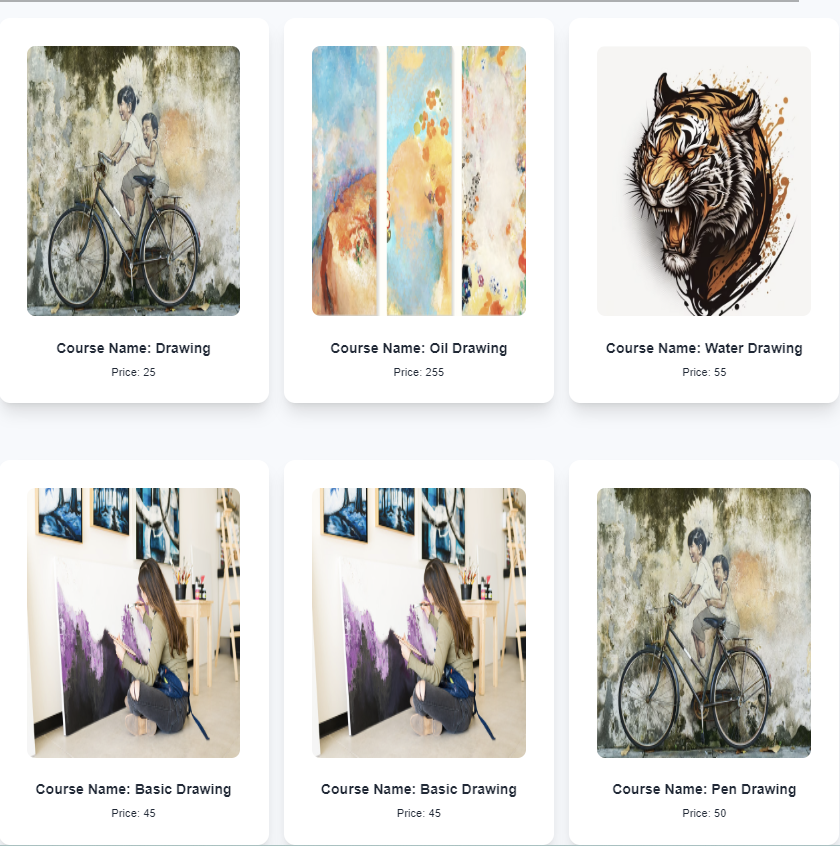 Course Name: Drawing
Price: 25
Course Name: Oil Drawing
Price: 255
Course Name: Water Drawing
Price: 55
Course Name: Basic Drawing
Price: 45
Course Name: Basic Drawing
Price: 45
Course Name: Pen Drawing
Price: 50